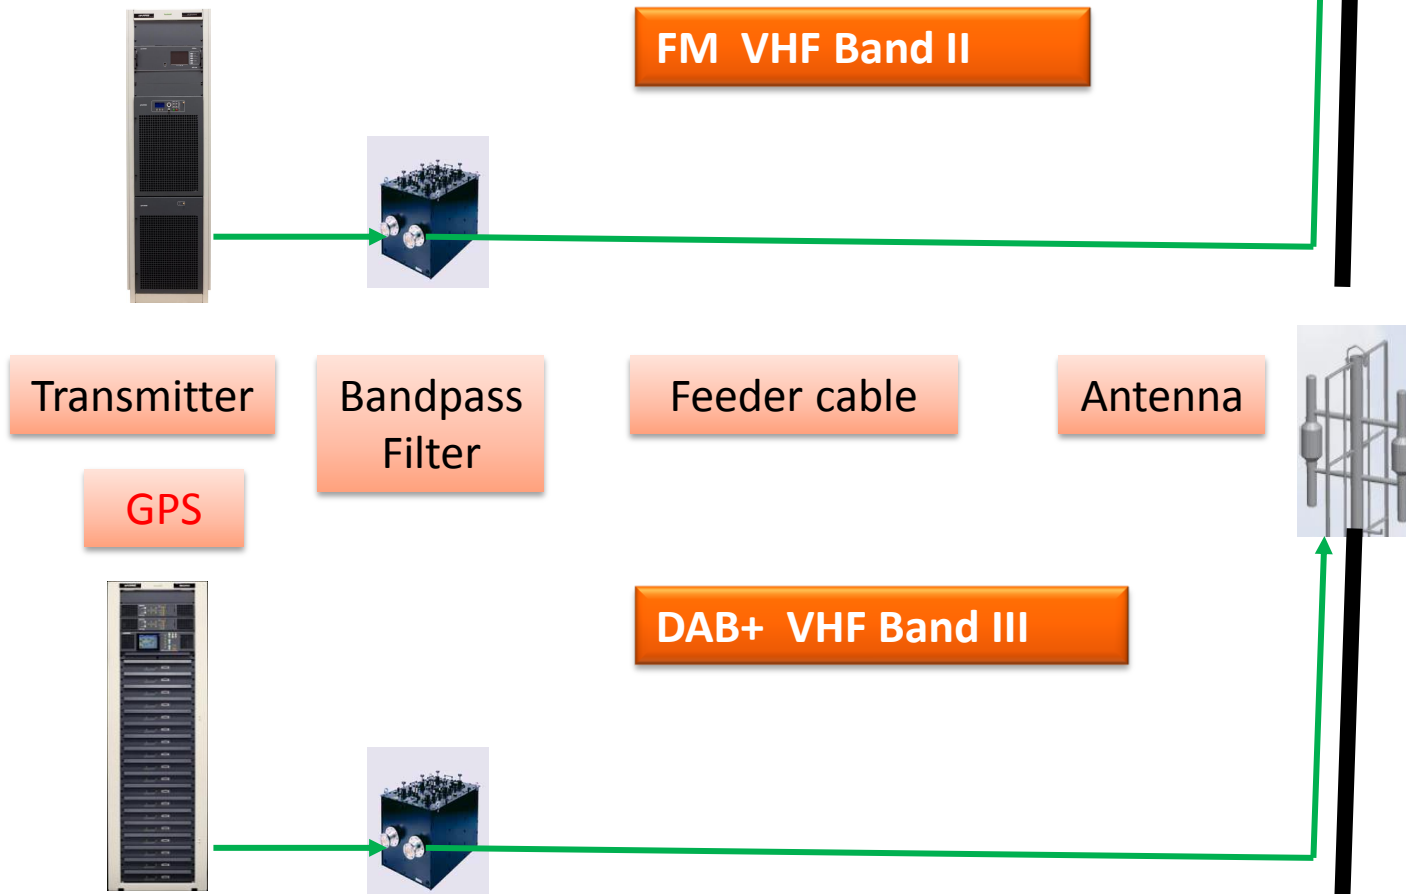 FM VHF Band II
Transmitter
Bandpass
Filter
Feeder cable
Antenna
GPS
DAB+ VHF Band III